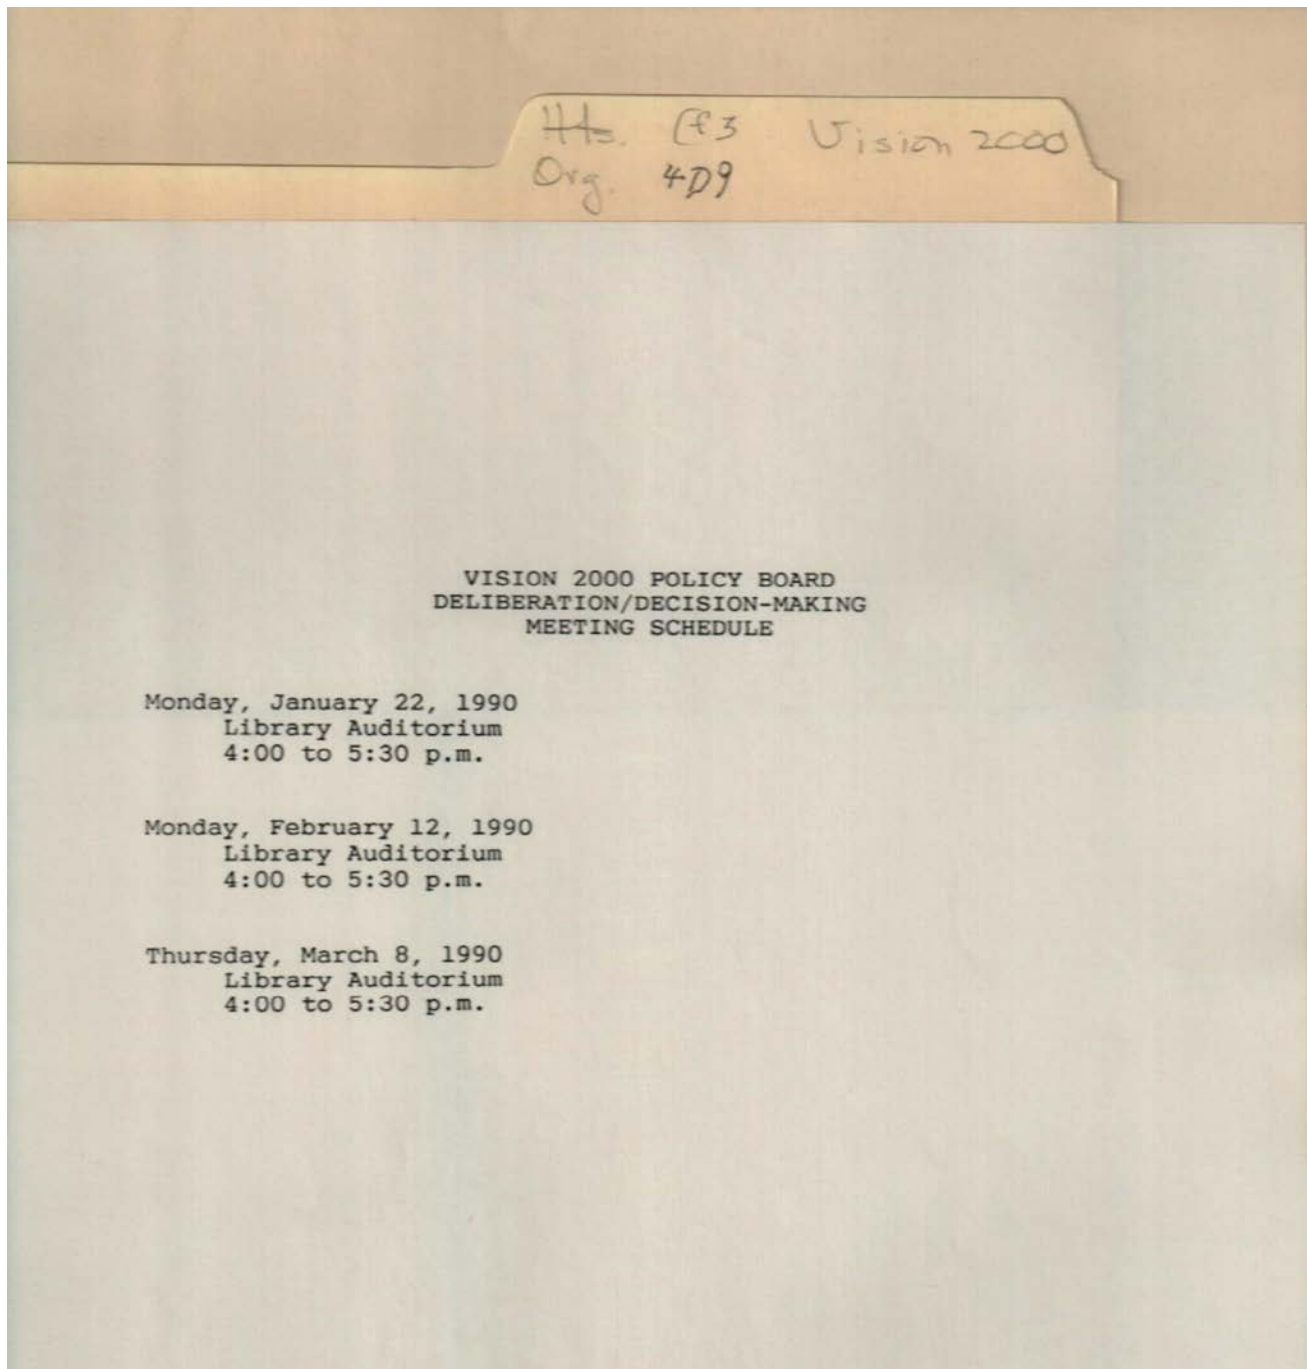 Hts. Cf3 Vision 2000
Org. 4D9
VISION 2000 POLICY BOARD
DELIBERATION/DECISION-MAKING
MEETING SCHEDULE
Monday, January 22, 1990
Library Auditorium
4:00 to 5:30 p.m.
Monday, February 12, 1990
Library Auditorium
4:00 to 5:30 p.m.
Thursday, March 8, 1990
Library Auditorium
4:00 to 5:30 p.m.